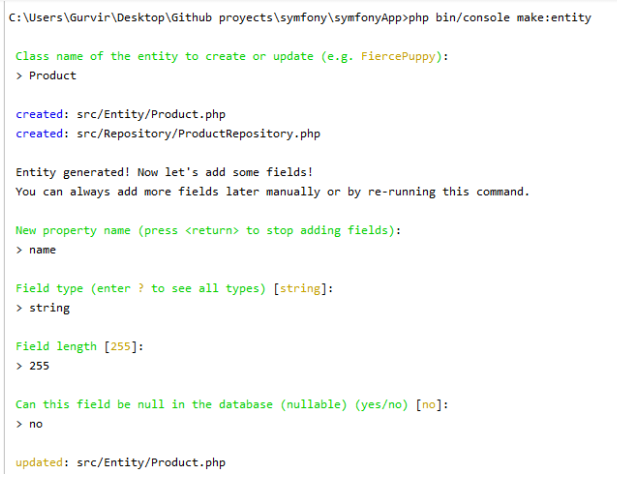 C:\Users\Gurvir\Desktop\Github proyects\symfony\symfonyApp>php bin/console make:entity
Class name of the entity to create or update (e.g. FiercePuppy):
> Product
created: src/Entity/Product.php
created: src/Repository/ProductRepository.php
Entity generated! Now let's add some fields!
You can always add more fields later manually or by re-running this command.
New property name (press <return> to stop adding fields):
> name
Field type (enter ? to see all types) [string]:
> string
Field length [255]:
> 255
Can this field be null in the database (nullable) (yes/no) [no]:
> no
updated: src/Entity/Product.php